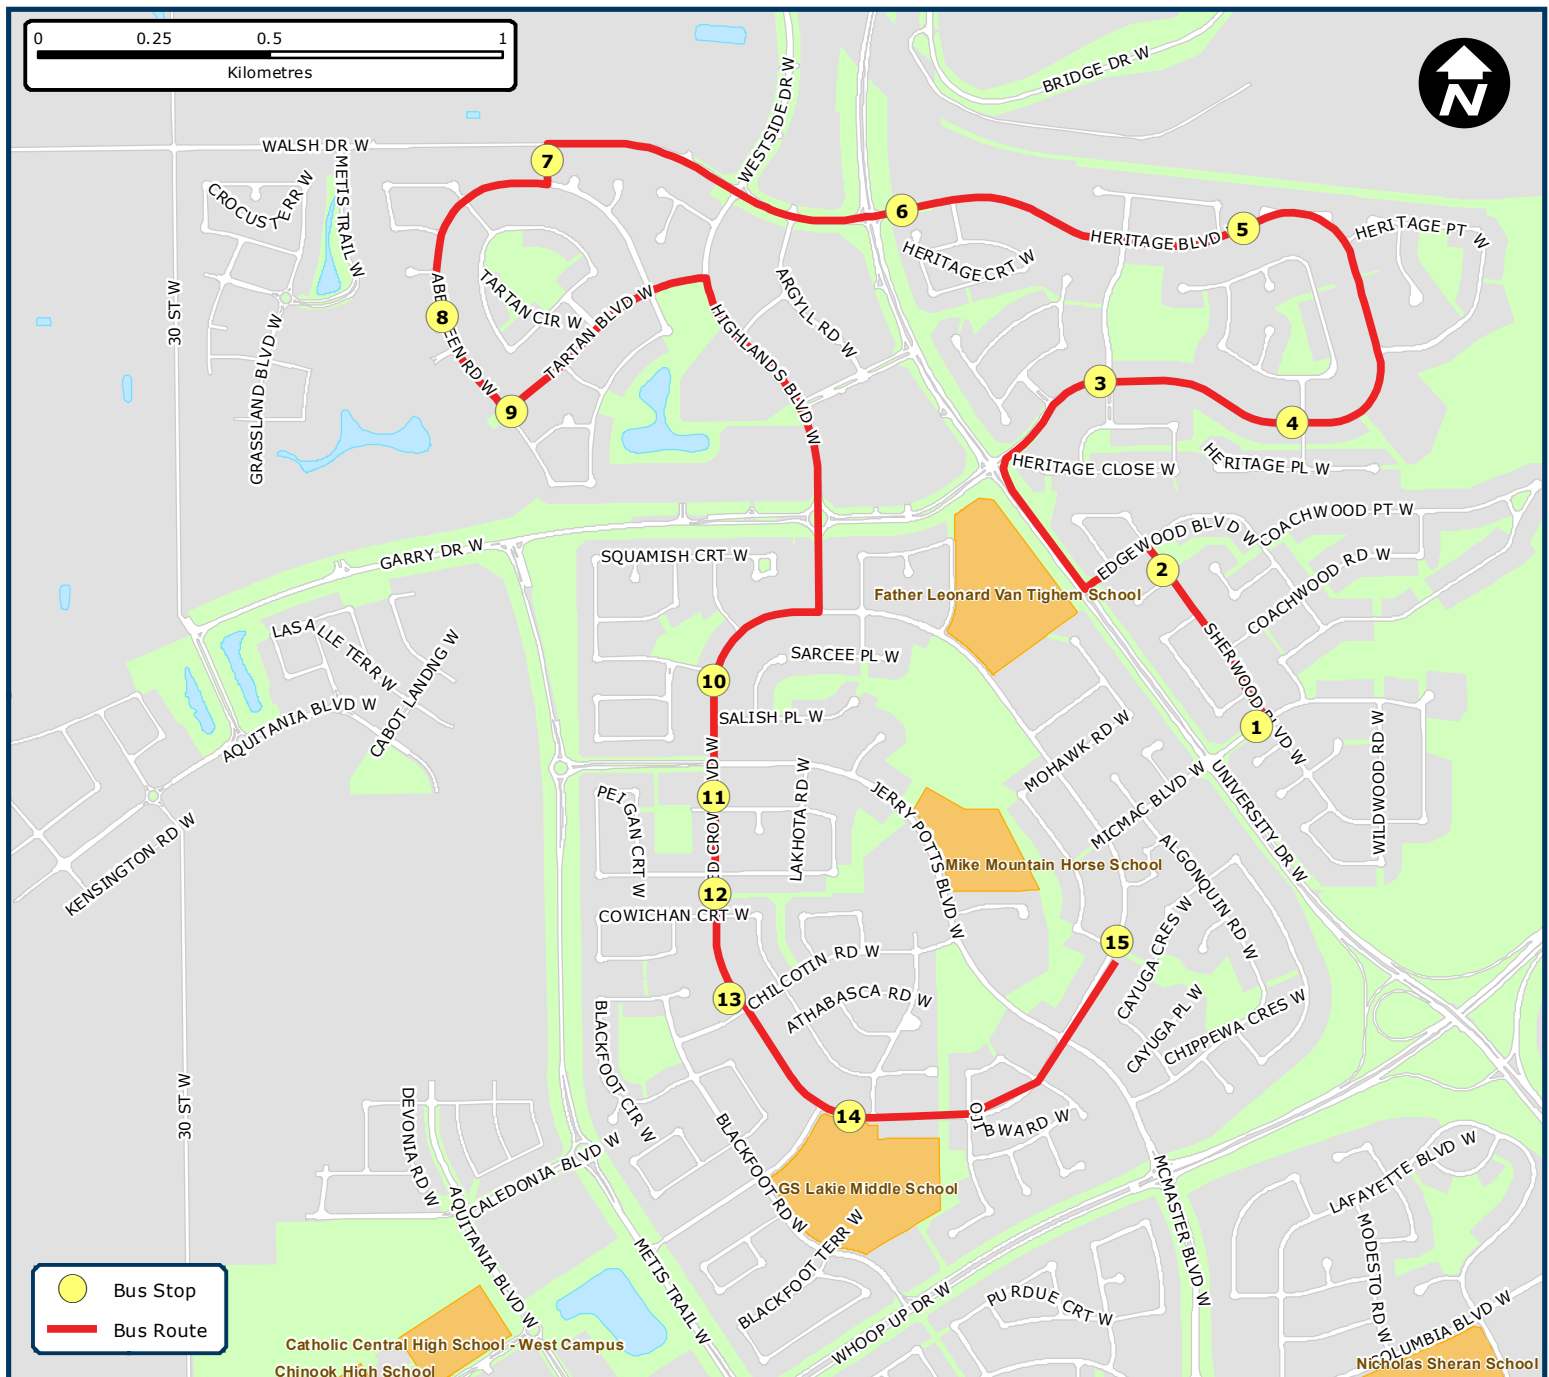 0 0.25 0.5 1
Kilometres
N
BRIDGE DR W
WESTSIDE DR W
WALSH DR W
METIS TRAIL W
CROCUS TERR W
7
6
5
HERITAGE BLVD
HERITAGE PT W
HERITAGE CRT W
30 ST W
8
ABE
EEN RD W
TARTAN CIR W
TARTAN BLVD W
ARGYLL RD W
HIGHLANDS BLVD W
GRASSLAND BLVD W
9
3
4
HERITAGE CLOSE W
HERITAGE PL W
GARRY DR W
SQUAMISH CRT W
EDGEWOOD BLVD W
COACHWOOD PT W
COACHWOOD RD W
2
Father Leonard Van Tighem School
LASALLE TERR W
CABOT LANDNG W
AQUITANIA BLVD W
SARCEE PL W
10
SALISH PL W
SHERWOOD BLVD W
1
MOHAWK RD W
WILDWOOD RD W
UNIVERSITY DR W
MICMAC BLVD W
VD W
11
ED CROW
PEIGAN CRT W
LAKHOTA RD W
JERRY POTTS BLVD W
KENSINGTON RD W
Mike Mountain Horse School
ALGONQUIN RD W
12
COWICHAN CRT W
CAYUGA CRES W
15
CHILCOTIN RD W
13
ATHABASCA RD W
CAYUGA PL W
CHIPPEWA CRES W
BLACKFOOT CIR W
30 ST W
DEVONIA RD W
14
OJIBWARD W
BLACKFOOT RD W
CALEDONIA BLVD W
AQUITANIA BLVD W
GS Lakie Middle School
MCMASTER BLVD W
LAFAYETTE BLVD W
MODESTO RD W
BLACKFOOT TERR W
METIS TRAIL W
WHOOP UP DR W
PURDUE CRT W
COLUMBIA BLVD W
Bus Stop
Bus Route
Catholic Central High School - West Campus
Chinook High School
Nicholas Sheran School